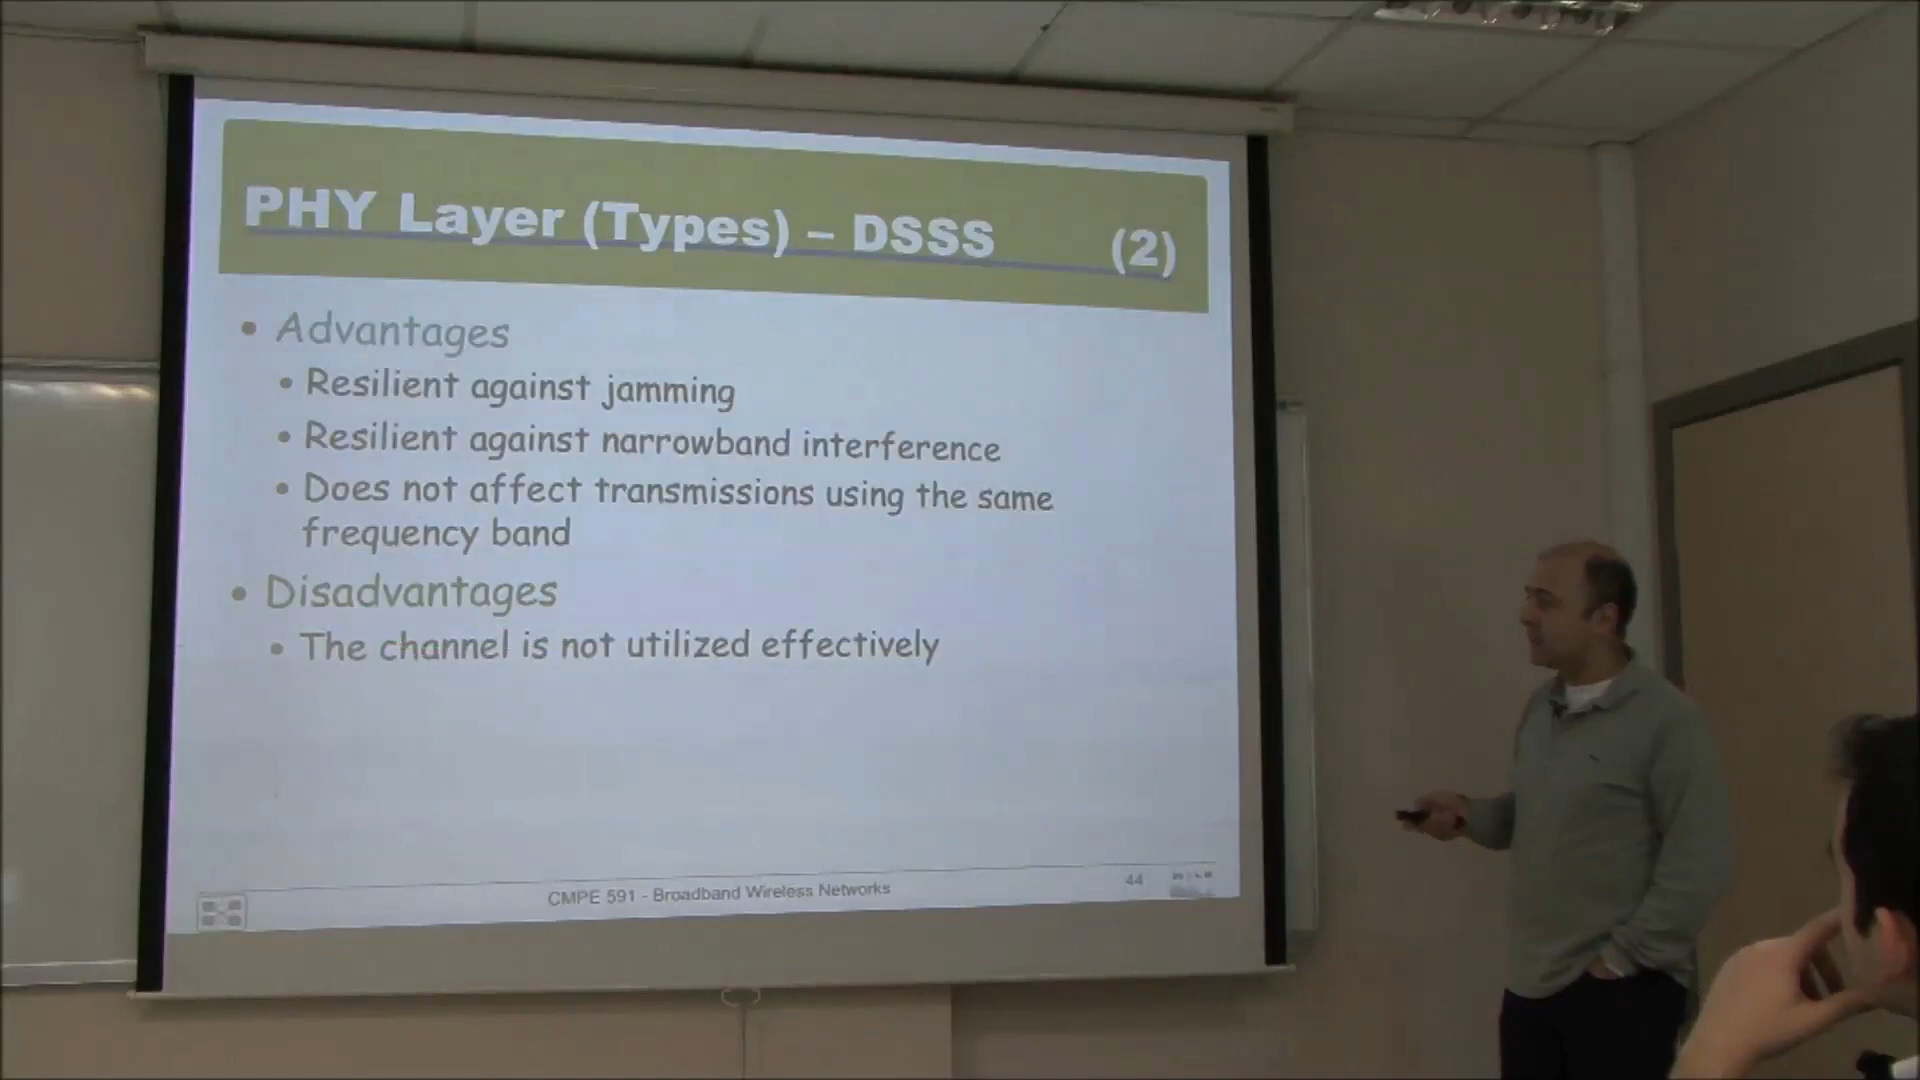 PHY Layer (Types) – DSSS (2)
• Advantages
• Resilient against jamming
• Resilient against narrowband interference
• Does not affect transmissions using the same
frequency band
• Disadvantages
• The channel is not utilized effectively
CMPE 591 - Broadband Wireless Networks
44